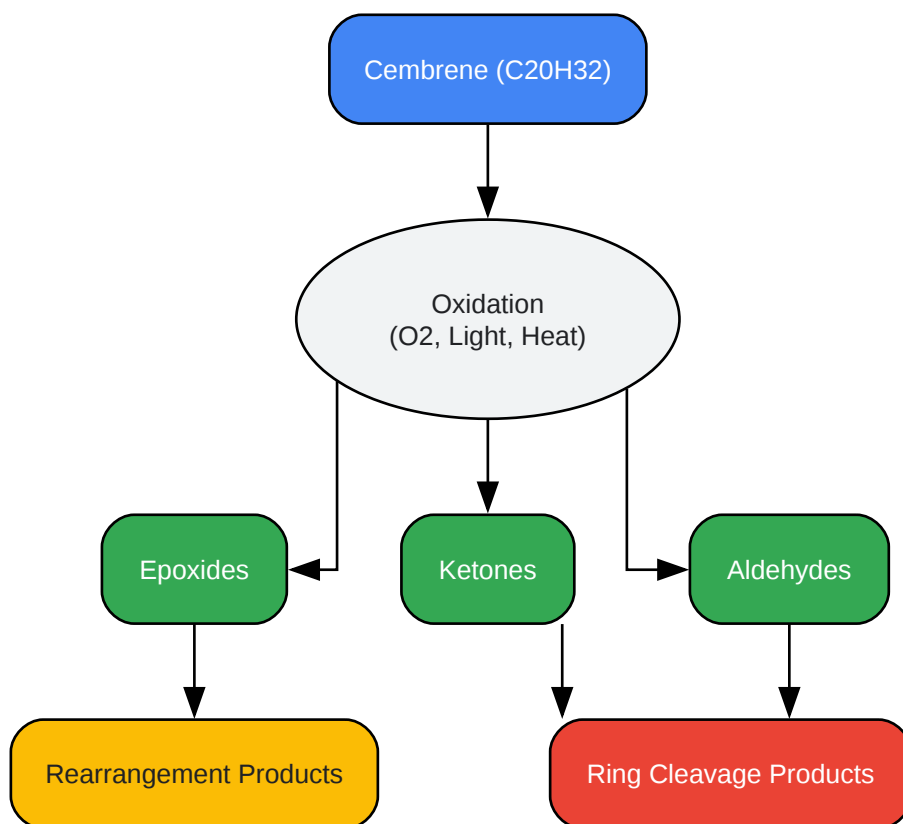 Cembrene (C20H32)
Oxidation
(O2, Light, Heat)
Epoxides
Ketones
Aldehydes
Rearrangement Products
Ring Cleavage Products